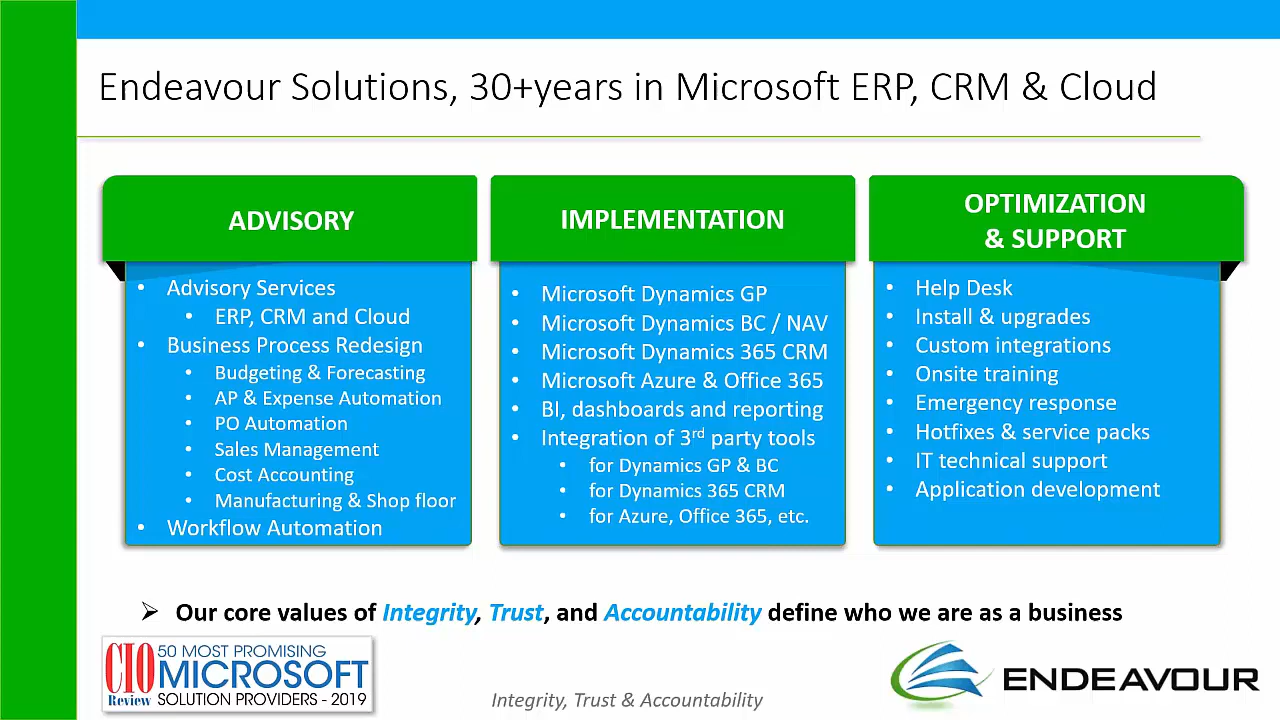 Endeavour Solutions, 30+years in Microsoft ERP, CRM & Cloud
ADVISORY
• Advisory Services
• ERP, CRM and Cloud
• Business Process Redesign
• Budgeting & Forecasting
• AP & Expense Automation
• PO Automation
• Sales Management
• Cost Accounting
• Manufacturing & Shop floor
• Workflow Automation
IMPLEMENTATION
• Microsoft Dynamics GP
• Microsoft Dynamics BC / NAV
• Microsoft Dynamics 365 CRM
• Microsoft Azure & Office 365
• BI, dashboards and reporting
• Integration of 3rd party tools
• for Dynamics GP & BC
• for Dynamics 365 CRM
• for Azure, Office 365, etc.
OPTIMIZATION
& SUPPORT
• Help Desk
• Install & upgrades
• Custom integrations
• Onsite training
• Emergency response
• Hotfixes & service packs
• IT technical support
• Application development
➢ Our core values of Integrity, Trust, and Accountability define who we are as a business
CIO Review
50 MOST PROMISING
MICROSOFT
SOLUTION PROVIDERS - 2019
Integrity, Trust & Accountability
ENDEAVOUR